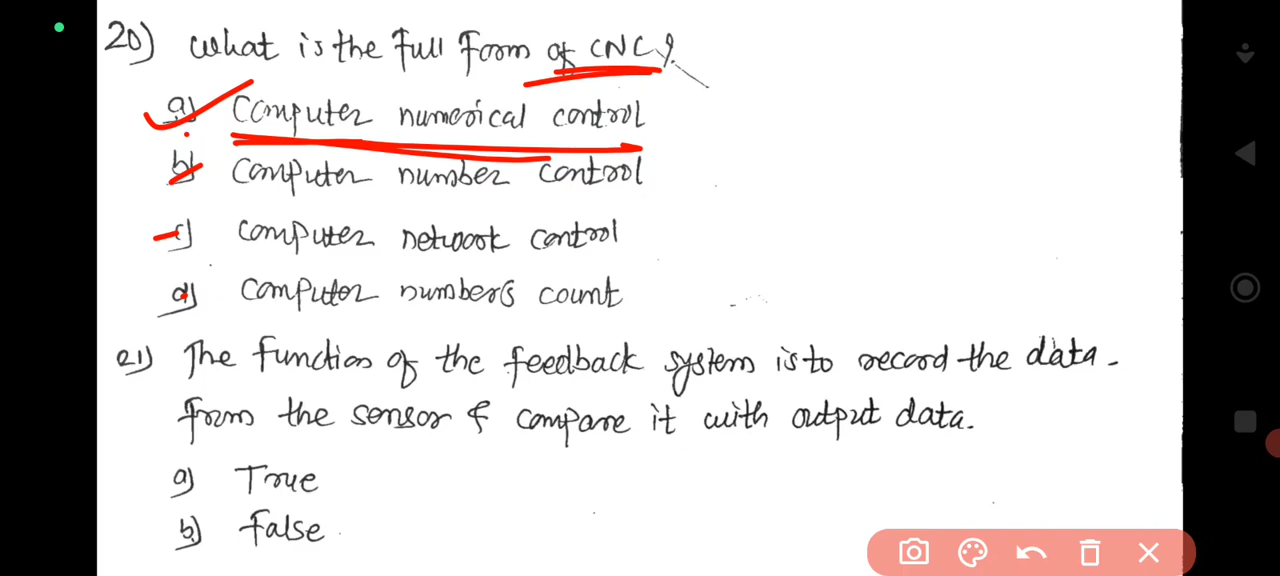 20) What is the full form of CNC?
a) Computer numerical control
b) Computer number control
c) Computer network control
d) Computer numbers count
21) The function of the feedback system is to record the data
from the sensor & compare it with output data.
a) True
b) False